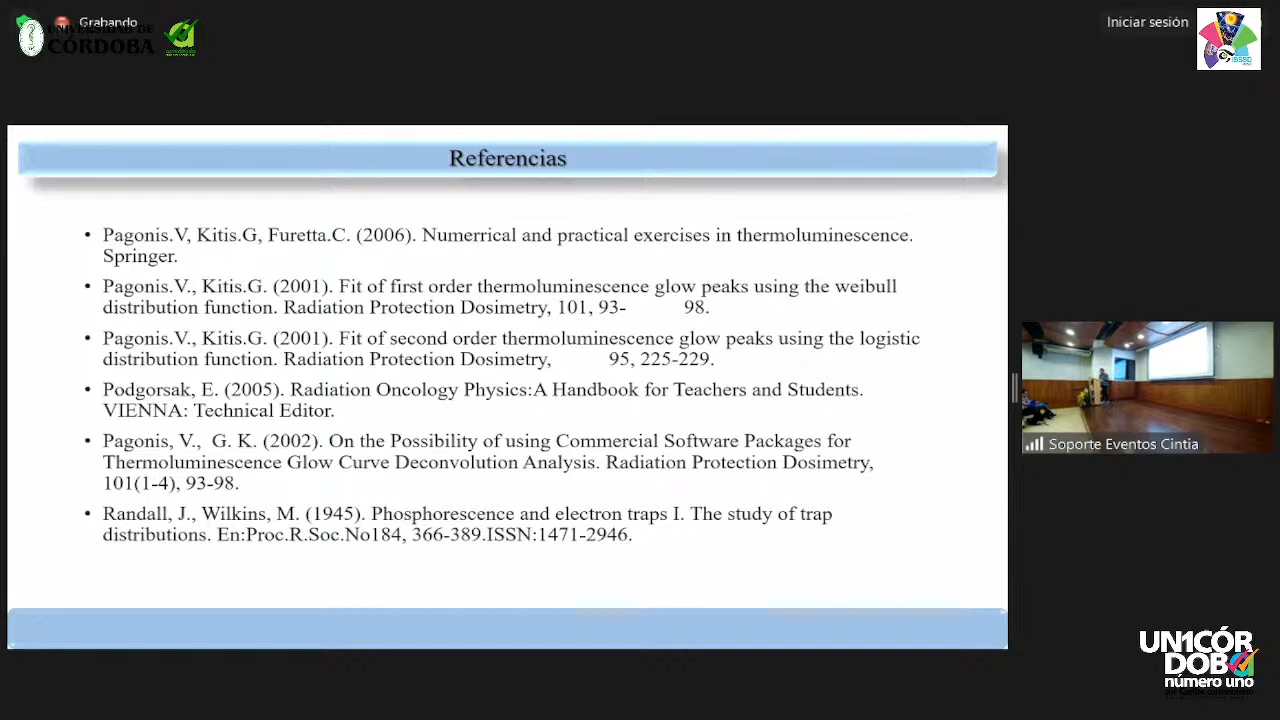 Grabando
UNIVERSIDAD DE
CÓRDOBA
Iniciar sesión
ISSSD
Referencias
• Pagonis.V, Kitis.G, Furetta.C. (2006). Numerrical and practical exercises in thermoluminescence.
Springer.
• Pagonis.V., Kitis.G. (2001). Fit of first order thermoluminescence glow peaks using the weibull
distribution function. Radiation Protection Dosimetry, 101, 93- 98.
• Pagonis.V., Kitis.G. (2001). Fit of second order thermoluminescence glow peaks using the logistic
distribution function. Radiation Protection Dosimetry, 95, 225-229.
• Podgorsak, E. (2005). Radiation Oncology Physics:A Handbook for Teachers and Students.
VIENNA: Technical Editor.
• Pagonis, V., G. K. (2002). On the Possibility of using Commercial Software Packages for
Thermoluminescence Glow Curve Deconvolution Analysis. Radiation Protection Dosimetry,
101(1-4), 93-98.
• Randall, J., Wilkins, M. (1945). Phosphorescence and electron traps I. The study of trap
distributions. En:Proc.R.Soc.No184, 366-389.ISSN:1471-2946.
Soporte Eventos Cintia
UN1CÓR
DOBA
número uno
del Caribe colombiano